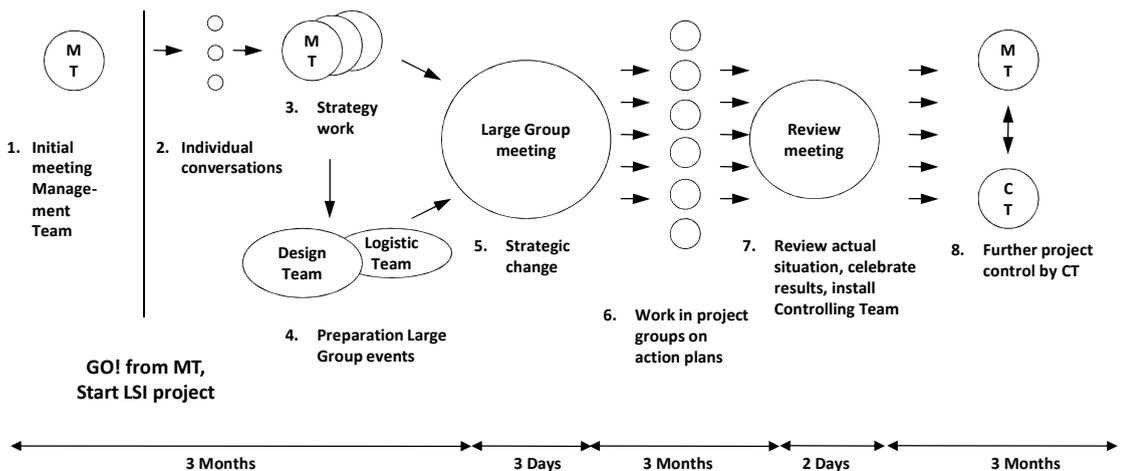 M
T
1. Initial
meeting
Manage-
ment
Team
2. Individual
conversations
M
T
3. Strategy
work
Design
Team
Logistic
Team
4. Preparation Large
Group events
GO! from MT,
Start LSI project
Large Group
meeting
5. Strategic
change
6. Work in project
groups on
action plans
Review
meeting
7. Review actual
situation, celebrate
results, install
Controlling Team
M
T
C
T
8. Further project
control by CT
3 Months
3 Days
3 Months
2 Days
3 Months